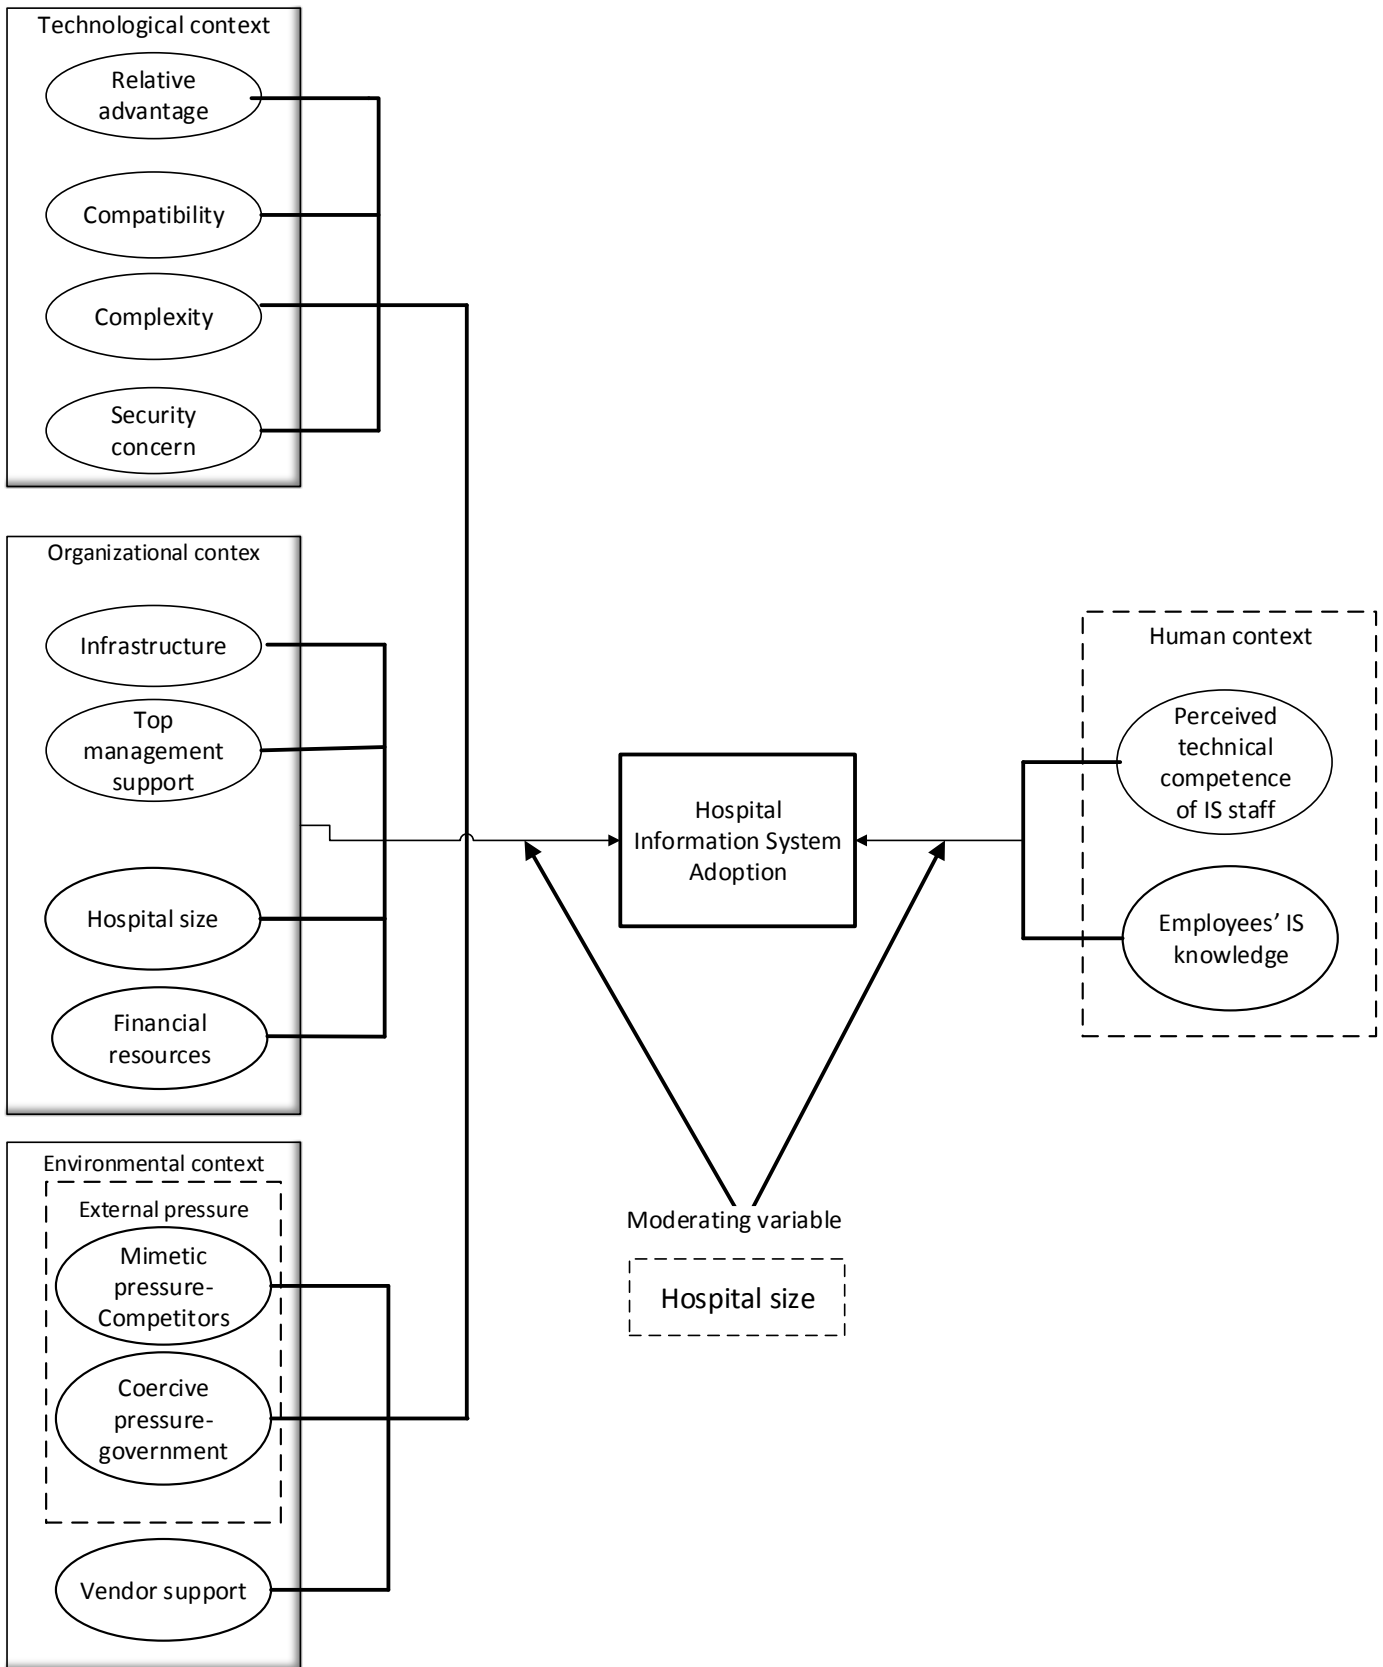 Technological context
Relative
advantage
Compatibility
Complexity
Security
concern
Organizational contex
Infrastructure
Top
management
support
Hospital size
Financial
resources
Environmental context
External pressure
Mimetic
pressure-
Competitors
Coercive
pressure-
government
Vendor support
Hospital
Information System
Adoption
Moderating variable
Hospital size
Human context
Perceived
technical
competence
of IS staff
Employees’ IS
knowledge